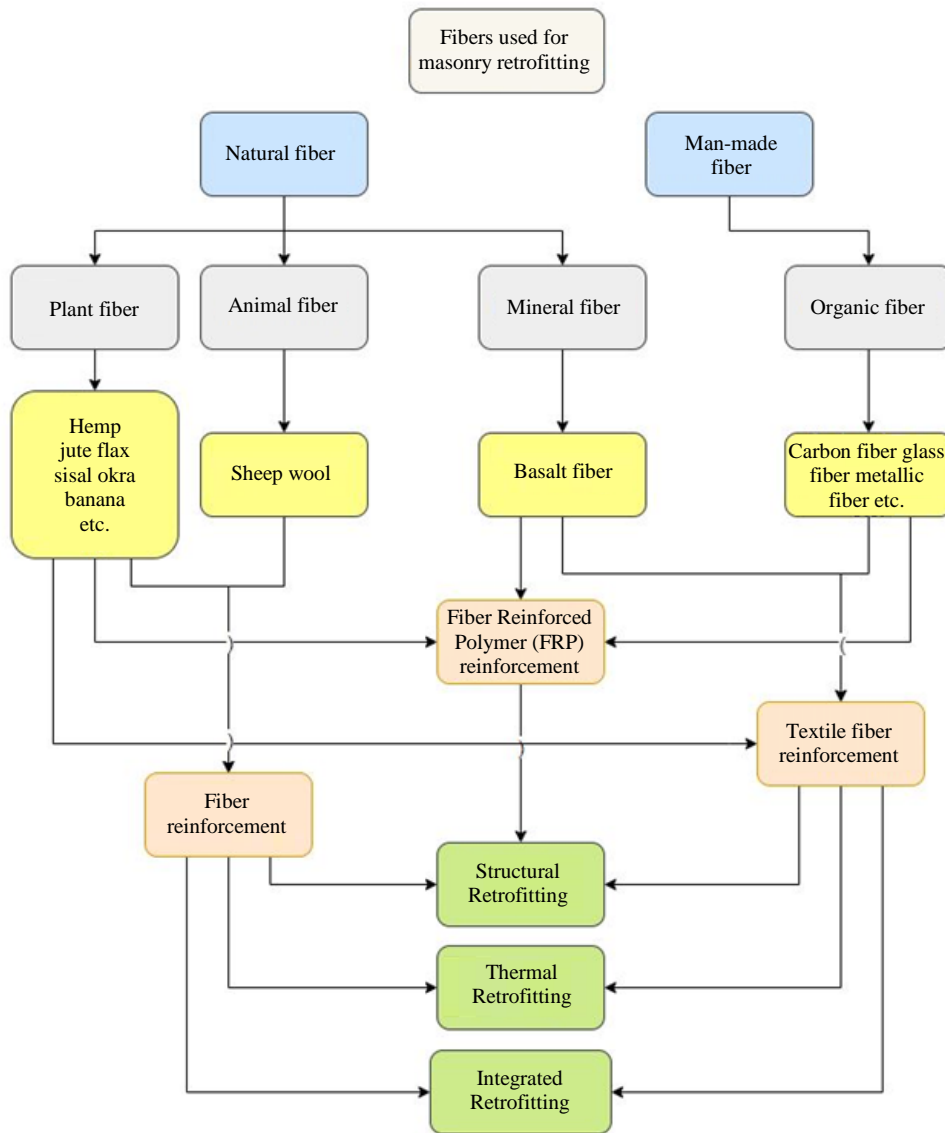 Fibers used for
masonry retrofitting
Natural fiber
Man-made
fiber
Plant fiber
Animal fiber
Mineral fiber
Organic fiber
Hemp
jute flax
sisal okra
banana
etc.
Sheep wool
Basalt fiber
Carbon fiber glass
fiber metallic
fiber etc.
Fiber Reinforced
Polymer (FRP)
reinforcement
Textile fiber
reinforcement
Fiber
reinforcement
Structural
Retrofitting
Thermal
Retrofitting
Integrated
Retrofitting